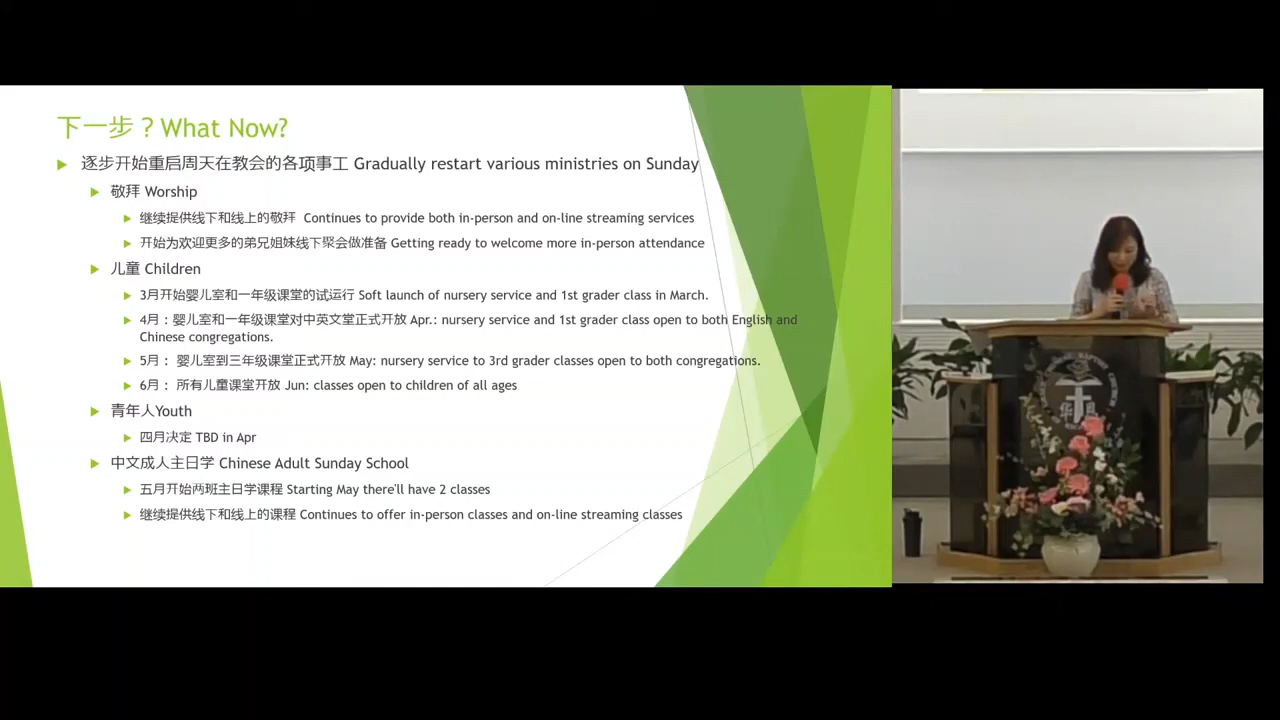 下一步？What Now?
逐步开始重启周天在教会的各项事工 Gradually restart various ministries on Sunday
敬拜 Worship
继续提供线下和线上的敬拜 Continues to provide both in-person and on-line streaming services
开始为欢迎更多的弟兄姐妹线下聚会做准备 Getting ready to welcome more in-person attendance
儿童 Children
3月开始婴儿室和一年级课堂的试运行 Soft launch of nursery service and 1st grader class in March.
4月：婴儿室和一年级课堂对中英文堂正式开放 Apr.: nursery service and 1st grader class open to both English and
Chinese congregations.
5月： 婴儿室到三年级课堂正式开放 May: nursery service to 3rd grader classes open to both congregations.
6月： 所有儿童课堂开放 Jun: classes open to children of all ages
青年人Youth
四月决定 TBD in Apr
中文成人主日学 Chinese Adult Sunday School
五月开始两班主日学课程 Starting May there'll have 2 classes
继续提供线下和线上的课程 Continues to offer in-person classes and on-line streaming classes